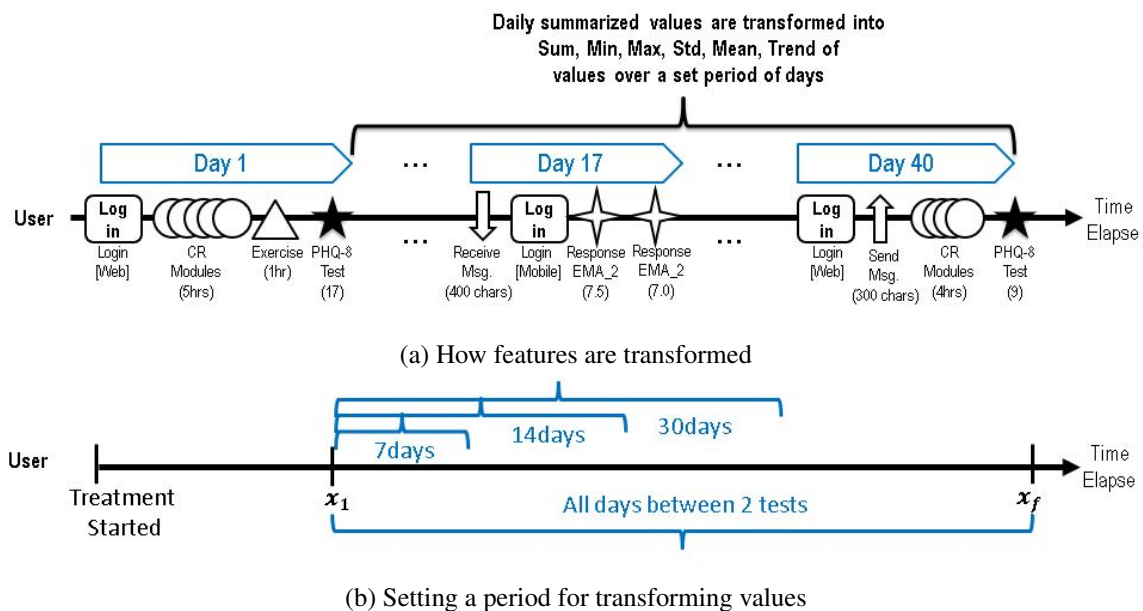 Daily summarized values are transformed into
Sum, Min, Max, Std, Mean, Trend of
values over a set period of days
Day 1 ... Day 17 ... Day 40
User
Log in
Login [Web]
CR Modules (5hrs)
Exercise (1hr)
PHQ-8 Test (17)
...
Receive Msg. (400 chars)
Log in
Login [Mobile]
Response EMA_2 (7.5)
Response EMA_2 (7.0)
...
Log in
Login [Web]
Send Msg. (300 chars)
CR Modules (4hrs)
PHQ-8 Test (9)
Time Elapse
(a) How features are transformed
7days
14days
30days
User
Time Elapse
Treatment Started
x₁
All days between 2 tests
x_f
(b) Setting a period for transforming values